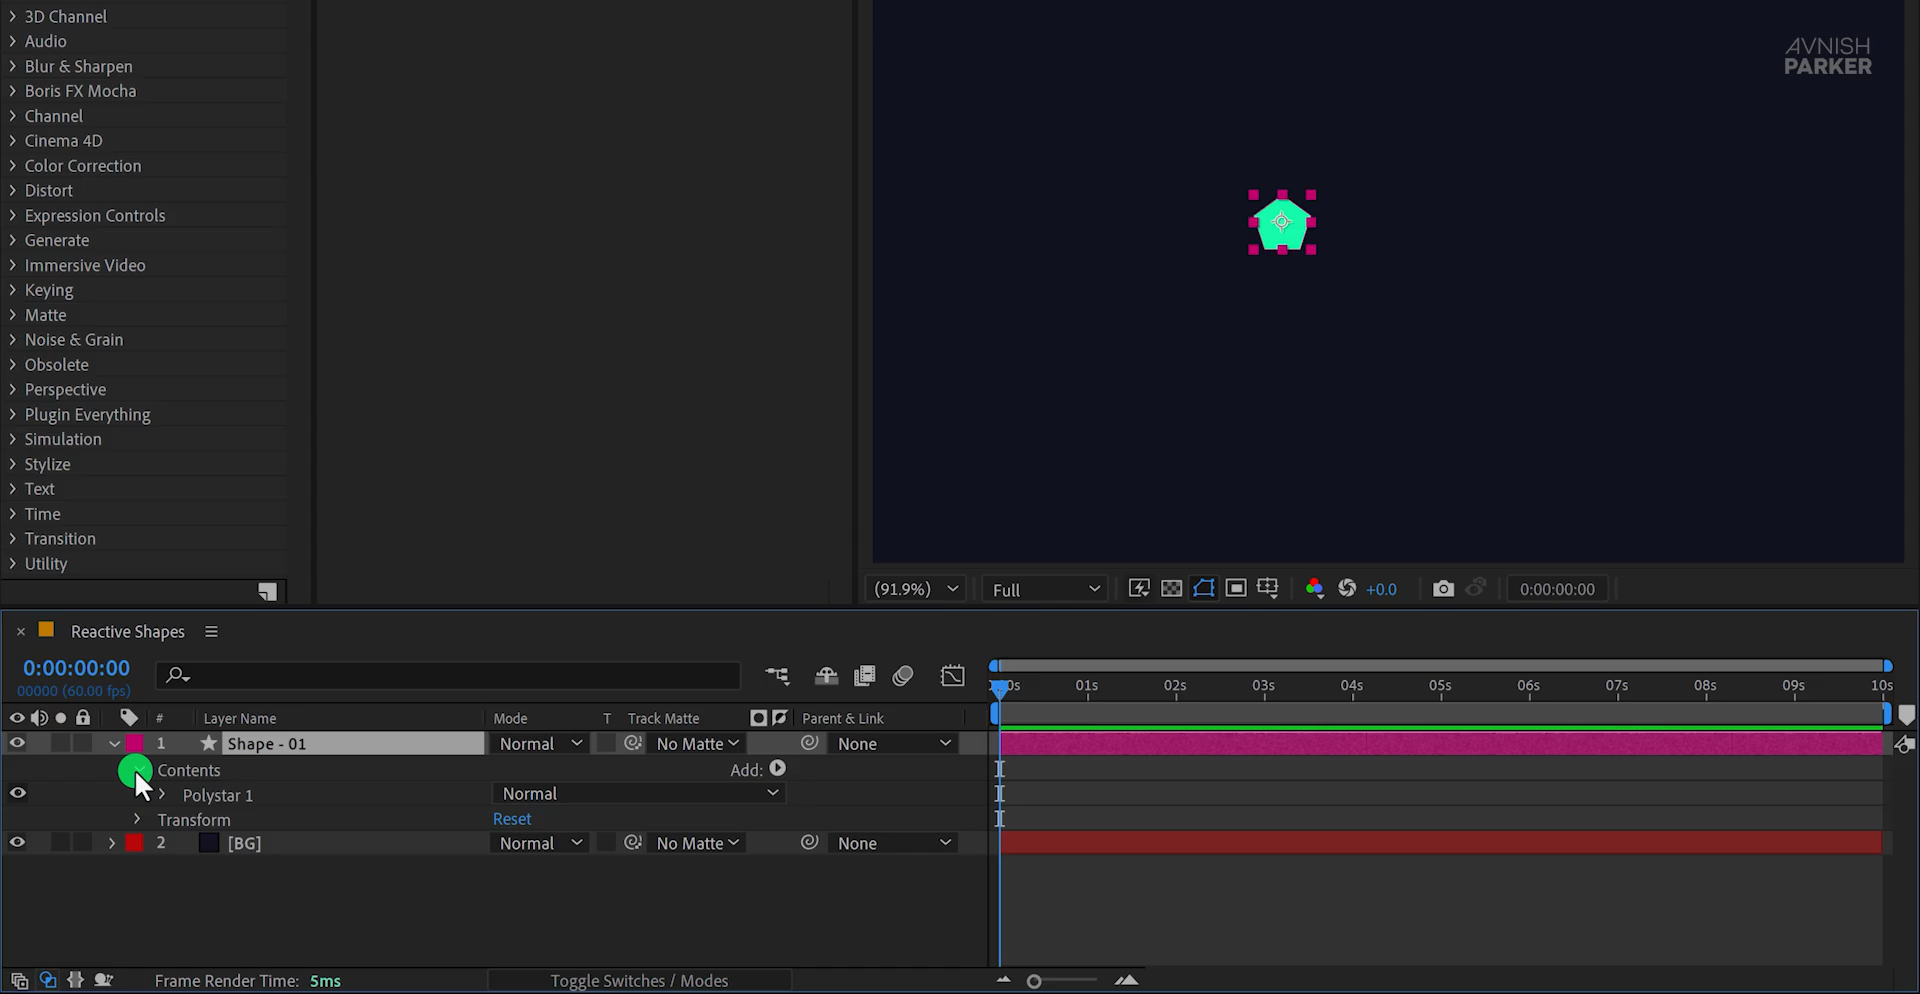 3D Channel
Audio
Blur & Sharpen
Boris FX Mocha
Channel
Cinema 4D
Color Correction
Distort
Expression Controls
Generate
Immersive Video
Keying
Matte
Noise & Grain
Obsolete
Perspective
Plugin Everything
Simulation
Stylize
Text
Time
Transition
Utility
AVNISH
PARKER
(91.9%) Full +0.0 0:00:00:00
Reactive Shapes
0:00:00:00
00000 (60.00 fps)
0s 01s 02s 03s 04s 05s 06s 07s 08s 09s 10s
# Layer Name Mode T Track Matte Parent & Link
1 Shape - 01 Normal No Matte None
Contents Add:
Polystar 1 Normal
Transform Reset
2 [BG] Normal No Matte None
Frame Render Time: 5ms Toggle Switches / Modes